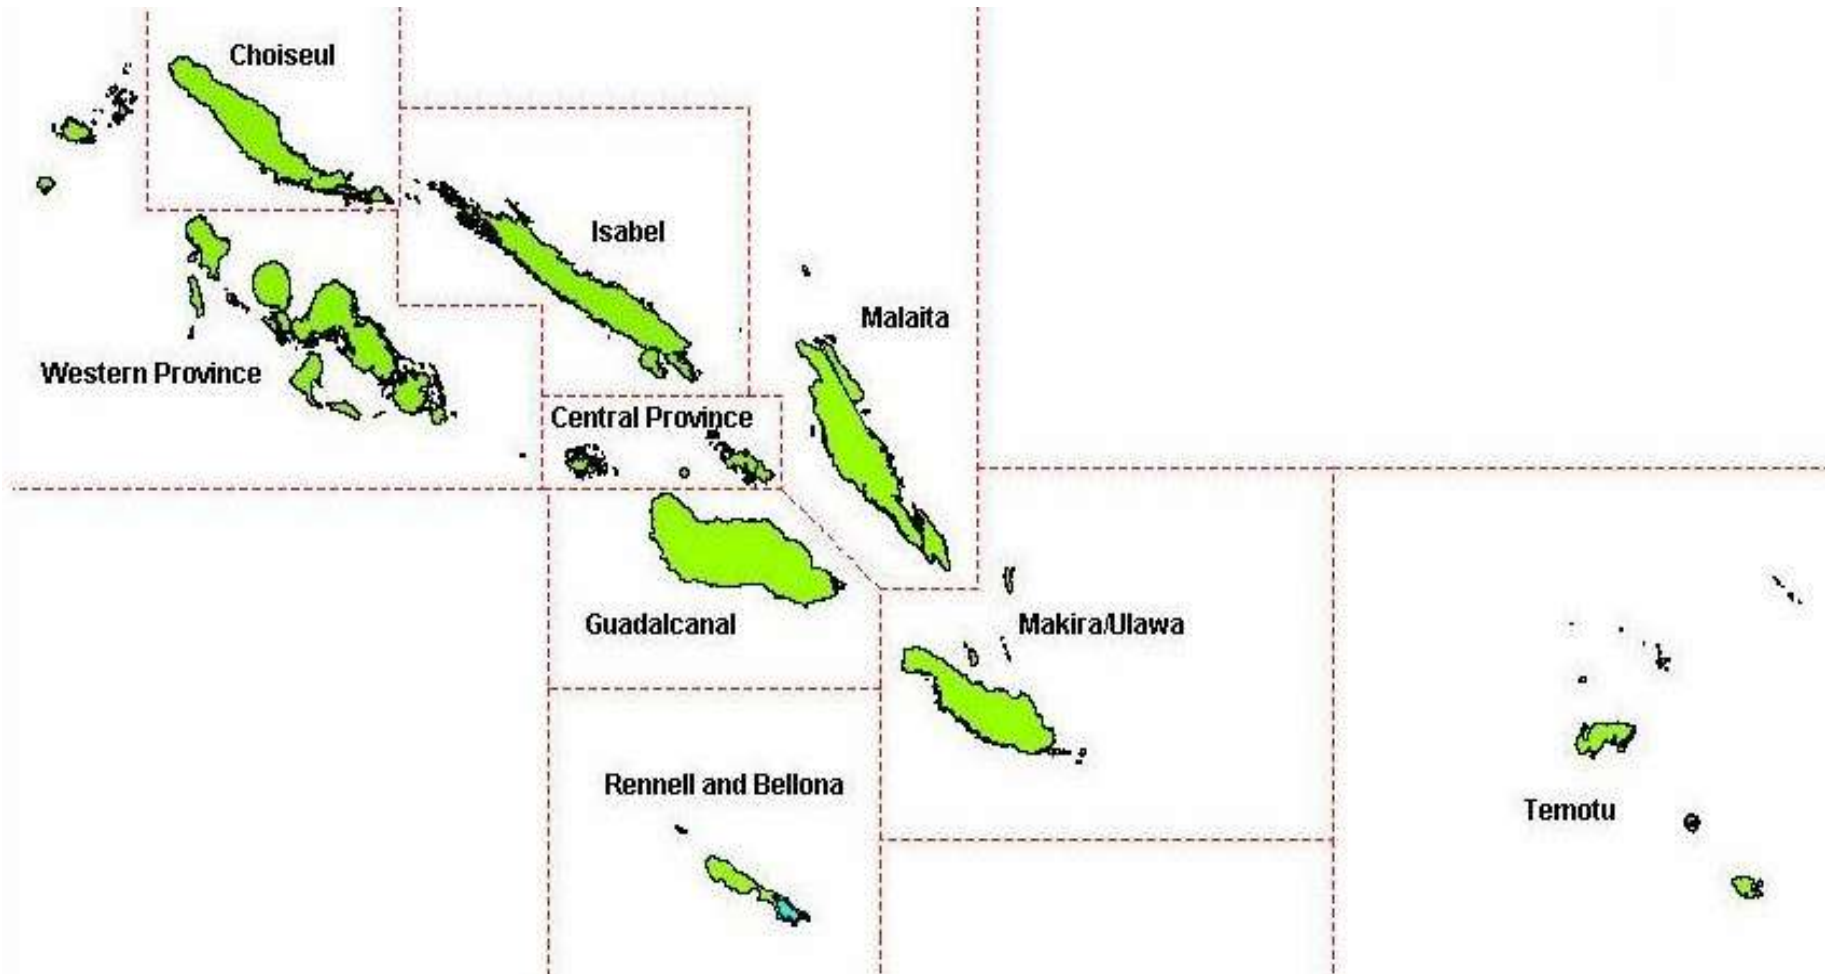 Choiseul
Isabel
Malaita
Western Province
Central Province
Guadalcanal
Makira/Ulawa
Rennell and Bellona
Temotu